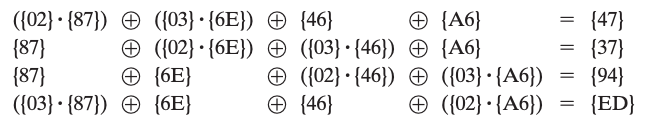 ({02} · {87}) ⊕ ({03} · {6E}) ⊕ {46} ⊕ {A6} = {47}
{87} ⊕ ({02} · {6E}) ⊕ ({03} · {46}) ⊕ {A6} = {37}
{87} ⊕ {6E} ⊕ ({02} · {46}) ⊕ ({03} · {A6}) = {94}
({03} · {87}) ⊕ {6E} ⊕ {46} ⊕ ({02} · {A6}) = {ED}